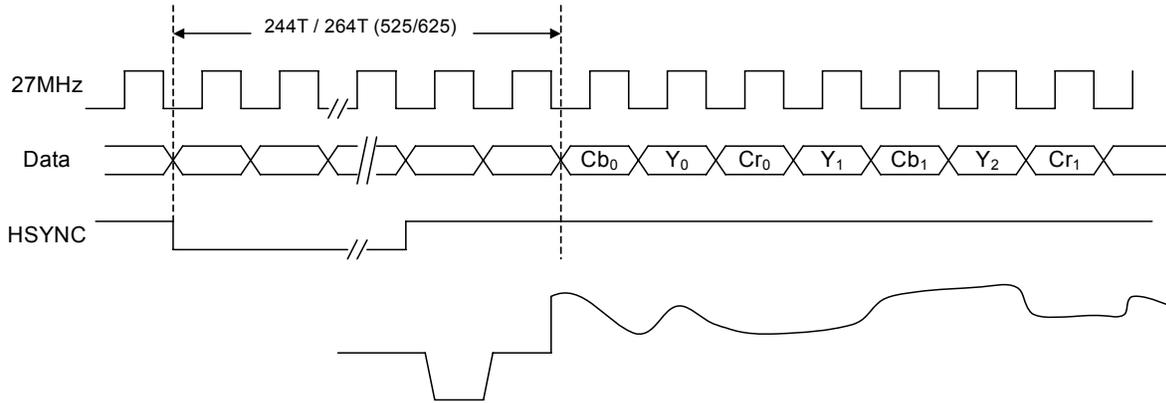 244T / 264T (525/625)
27MHz
Data
Cb₀ Y₀ Cr₀ Y₁ Cb₁ Y₂ Cr₁
HSYNC